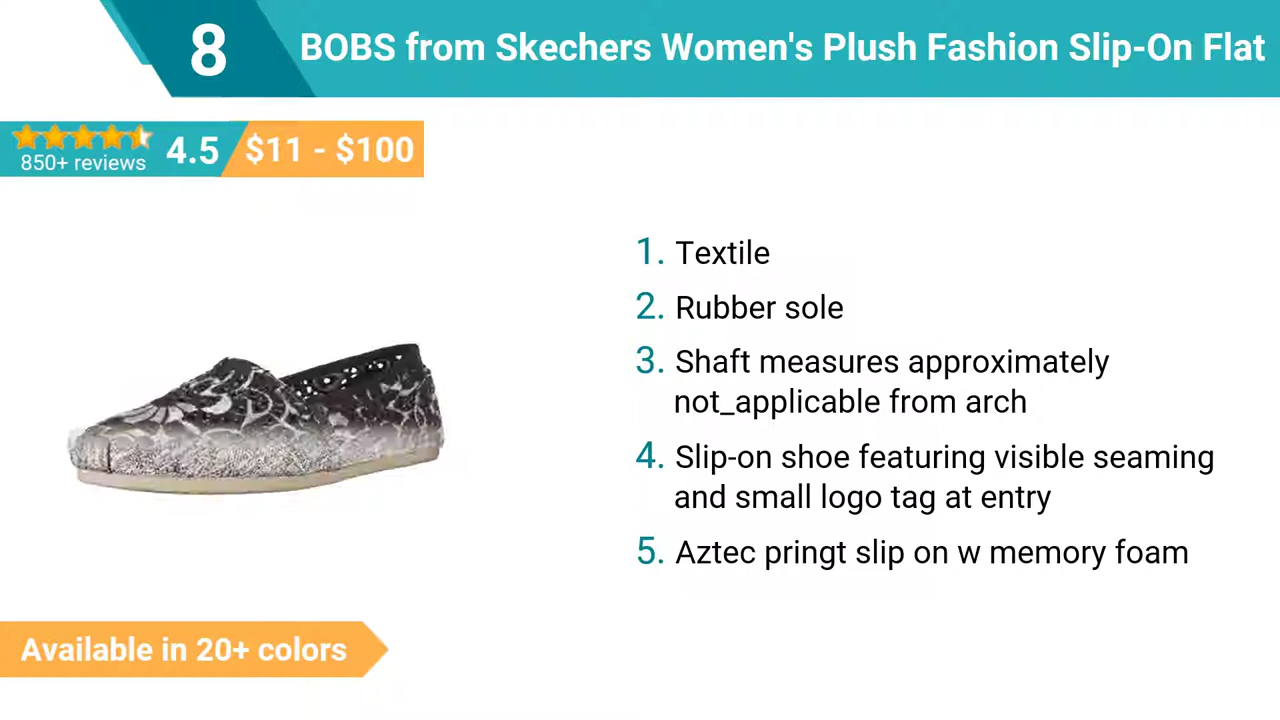 8
BOBS from Skechers Women's Plush Fashion Slip-On Flat
850+ reviews
4.5
$11 - $100
1. Textile
2. Rubber sole
3. Shaft measures approximately
not_applicable from arch
4. Slip-on shoe featuring visible seaming
and small logo tag at entry
5. Aztec pringt slip on w memory foam
Available in 20+ colors